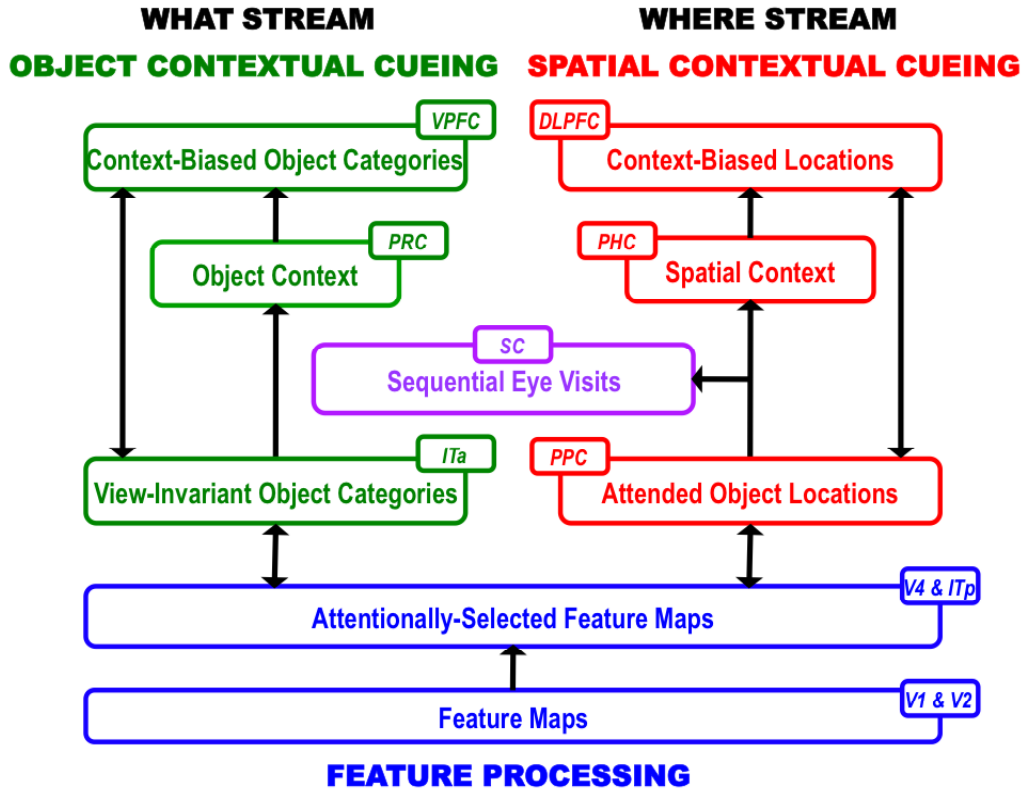 WHAT STREAM
WHERE STREAM
OBJECT CONTEXTUAL CUEING
SPATIAL CONTEXTUAL CUEING
VPFC
DLPFC
Context-Biased Object Categories
Context-Biased Locations
PRC
PHC
Object Context
Spatial Context
SC
Sequential Eye Visits
ITa
PPC
View-Invariant Object Categories
Attended Object Locations
V4 & ITp
Attentionally-Selected Feature Maps
V1 & V2
Feature Maps
FEATURE PROCESSING